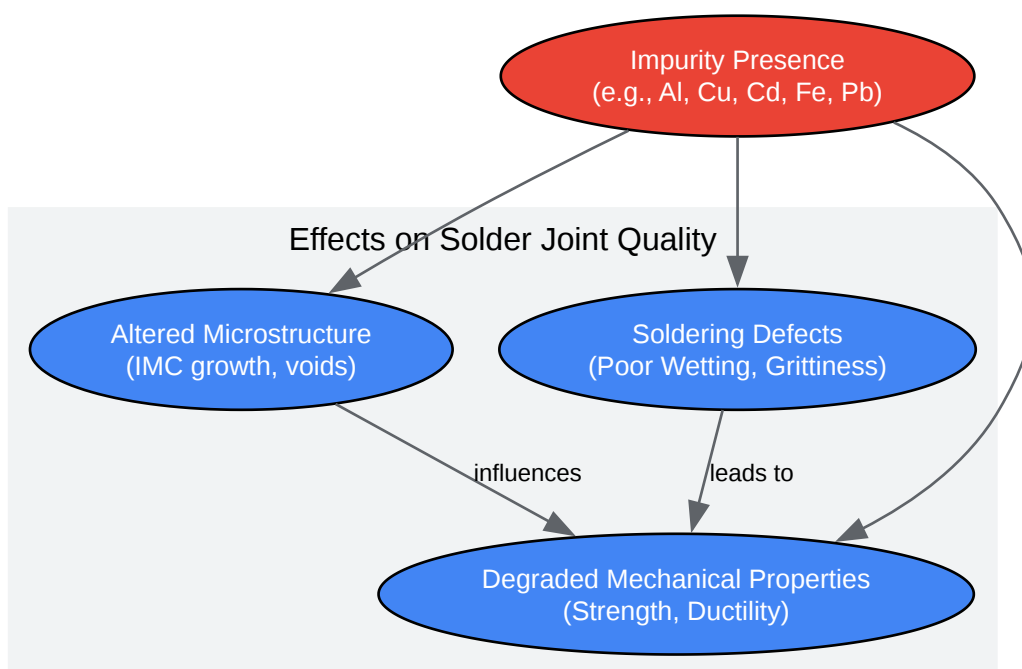 Impurity Presence
(e.g., Al, Cu, Cd, Fe, Pb)
Effects on Solder Joint Quality
Altered Microstructure
(IMC growth, voids)
Soldering Defects
(Poor Wetting, Grittiness)
influences
leads to
Degraded Mechanical Properties
(Strength, Ductility)